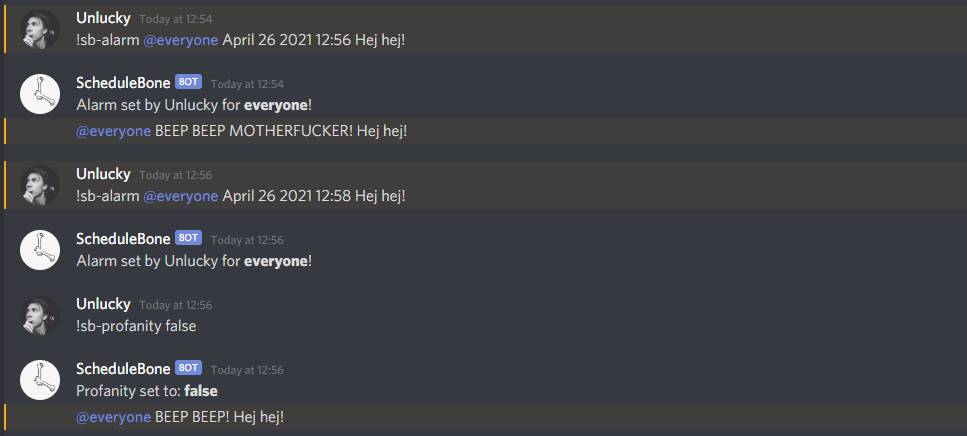 Unlucky Today at 12:54
!sb-alarm @everyone April 26 2021 12:56 Hej hej!
ScheduleBone BOT Today at 12:54
Alarm set by Unlucky for everyone!
@everyone BEEP BEEP MOTHERFUCKER! Hej hej!
Unlucky Today at 12:56
!sb-alarm @everyone April 26 2021 12:58 Hej hej!
ScheduleBone BOT Today at 12:56
Alarm set by Unlucky for everyone!
Unlucky Today at 12:56
!sb-profanity false
ScheduleBone BOT Today at 12:56
Profanity set to: false
@everyone BEEP BEEP! Hej hej!